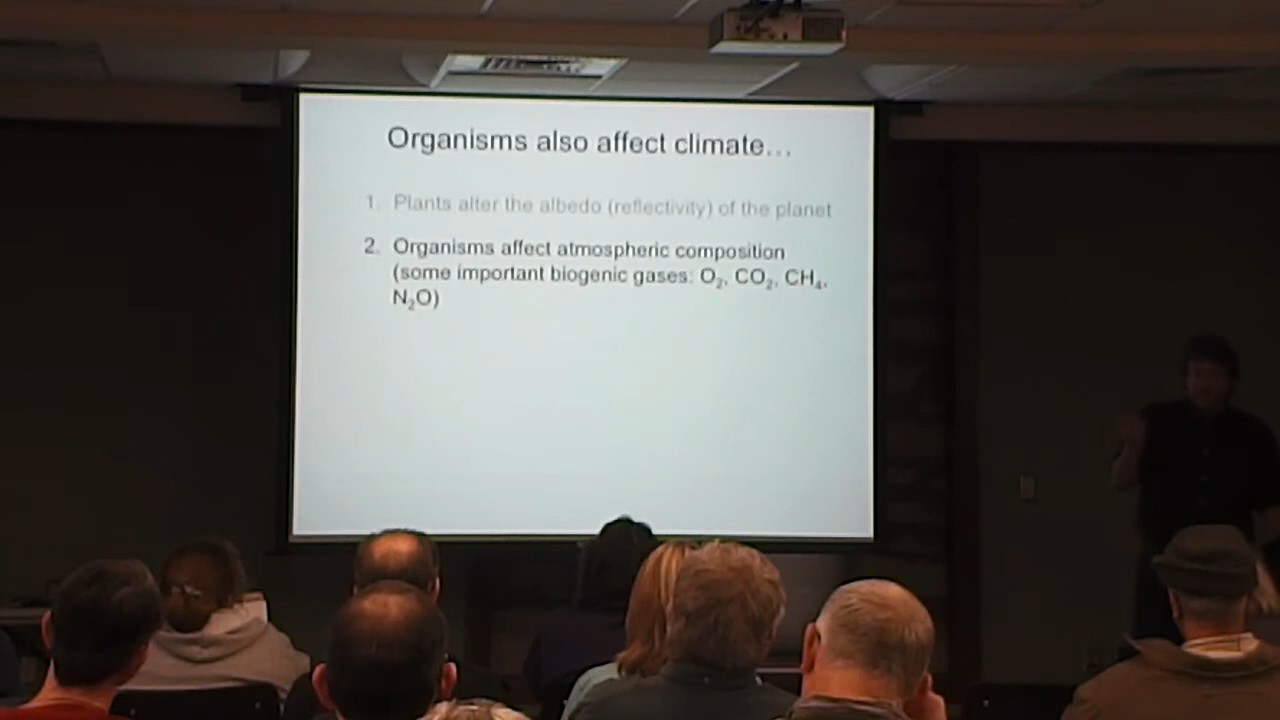 Organisms also affect climate...
1. Plants alter the albedo (reflectivity) of the planet
2. Organisms affect atmospheric composition
(some important biogenic gases: O₂, CO₂, CH₄,
N₂O)